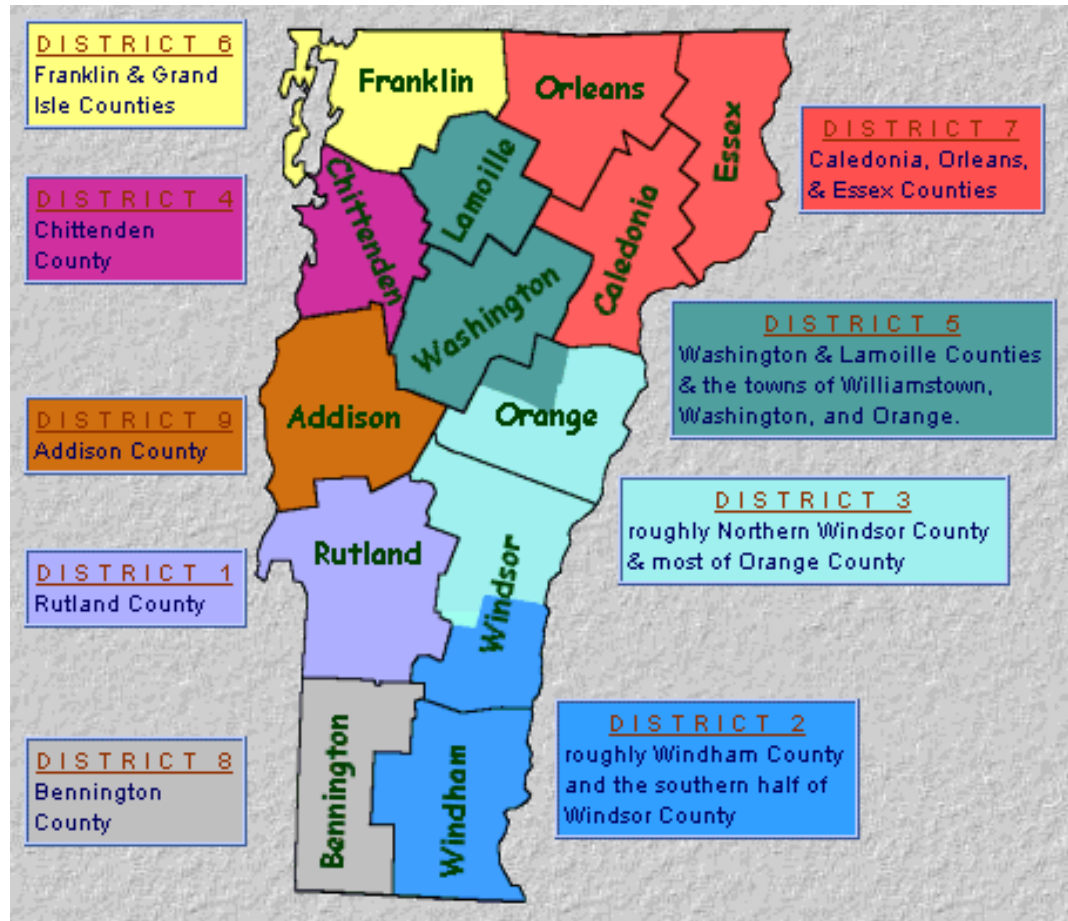 DISTRICT 6
Franklin & Grand
Isle Counties
DISTRICT 4
Chittenden
County
DISTRICT 9
Addison County
DISTRICT 1
Rutland County
DISTRICT 8
Bennington
County
Franklin
Orleans
Essex
Lamoille
Chittenden
Caledonia
Washington
Addison
Orange
Rutland
Windsor
Bennington
Windham
DISTRICT 7
Caledonia, Orleans,
& Essex Counties
DISTRICT 5
Washington & Lamoille Counties
& the towns of Williamstown,
Washington, and Orange.
DISTRICT 3
roughly Northern Windsor County
& most of Orange County
DISTRICT 2
roughly Windham County
and the southern half of
Windsor County